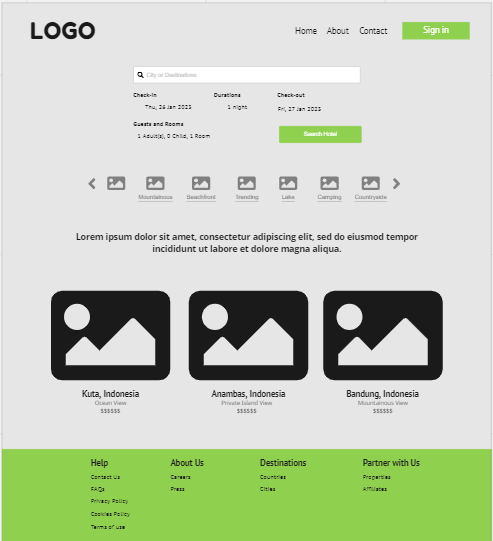 LOGO
Home About Contact Sign in
City or Destinations
Check-in Durations Check-out
Thu, 26 Jan 2023 1 night Fri, 27 Jan 2023
Guests and Rooms
1 Adult(s), 0 Child, 1 Room
Search Hotel
Mountainous Beachfront Trending Lake Camping Countryside
Lorem ipsum dolor sit amet, consectetur adipiscing elit, sed do eiusmod tempor
incididunt ut labore et dolore magna aliqua.
Kuta, Indonesia Anambas, Indonesia Bandung, Indonesia
Ocean View Private Island View Mountainous View
$$$$$$ $$$$$$ $$$$$$
Help About Us Destinations Partner with Us
Contact Us Careers Countries Properties
FAQs Press Cities Affiliates
Privacy Policy
Cookies Policy
Terms of use